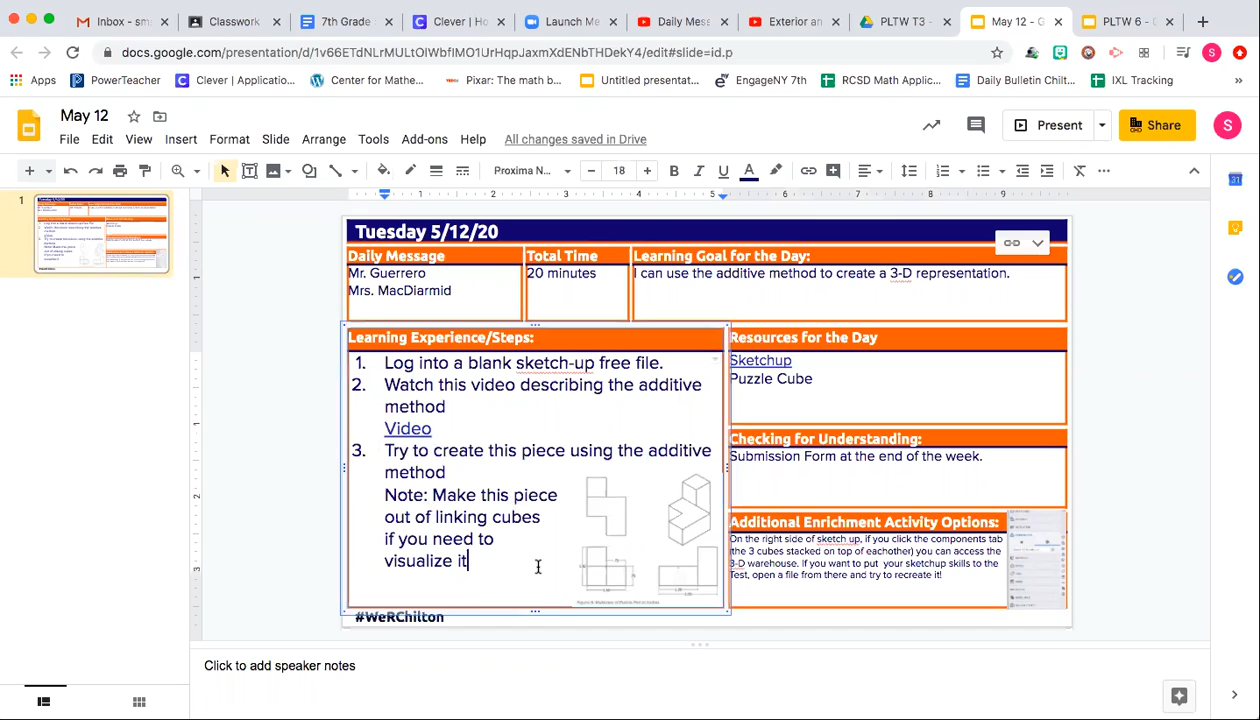 Inbox - sm
Classwork
7th Grade
Clever | Ho
Launch Me
Daily Mess
Exterior an
PLTW T3 -
May 12 - G
PLTW 6 - G
docs.google.com/presentation/d/1v66ETdNLrMULtOlWbfIMO1UrHqpJaxmXdENbTHDekY4/edit#slide=id.p
S
Apps
PowerTeacher
Clever | Applicatio...
Center for Mathe...
Pixar: The math b...
Untitled presentat...
EngageNY 7th
RCSD Math Applic...
Daily Bulletin Chilt...
IXL Tracking
»
May 12
File
Edit
View
Insert
Format
Slide
Arrange
Tools
Add-ons
Help
All changes saved in Drive
Present
Share
S
Proxima N...
18
B
I
U
A
1
2
3
4
5
6
7
8
9
1
Tuesday 5/12/20
Daily Message
Total Time
Learning Goal for the Day:
Mr. Guerrero
Mrs. MacDiarmid
20 minutes
I can use the additive method to create a 3-D representation.
Learning Experience/Steps:
1. Log into a blank sketch-up free file.
2. Watch this video describing the additive
method
Video
3. Try to create this piece using the additive
method
Note: Make this piece
out of linking cubes
if you need to
visualize it
Resources for the Day
Sketchup
Puzzle Cube
Checking for Understanding:
Submission Form at the end of the week.
Additional Enrichment Activity Options:
On the right side of sketch up, if you click the components tab
(the 3 cubes stacked on top of eachother) you can access the
3-D warehouse. If you want to put your sketchup skills to the
Test, open a file from there and try to recreate it!
#WeRChilton
Click to add speaker notes